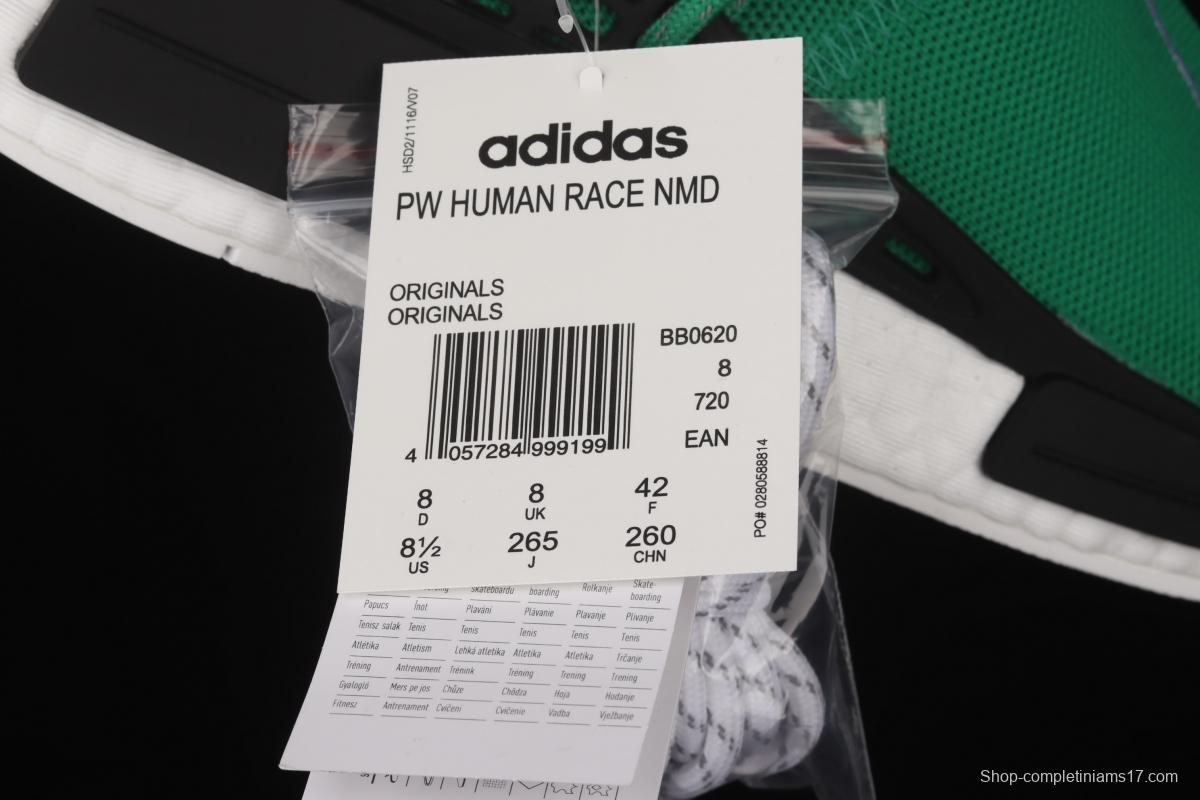 HSD2/1116/V07
adidas
PW HUMAN RACE NMD
ORIGINALS
ORIGINALS
BB0620
8
720
EAN
4 057284 999199
PO# 0280588814
8 8 42
D UK F
8½ 265 260
US J CHN
skateboardu boarding Rolkanje Skate-boarding
Papucs Înot Plavání Plávanie Plavanje Plivanje
Tenisz salak Tenis Tenis Tenis Tenis Tenis
Atlétika Atletism Lehká atletika Atletika Atletika Trčanje
Tréning Antrenament Trénink Tréning Trening Trening
Gyalogló Mers pe jos Chůze Chôdza Hoja Hodanje
Fitnesz Antrenament Cvičení Cvičenie Vadba Vježbanje
Shop-completiniams17.com